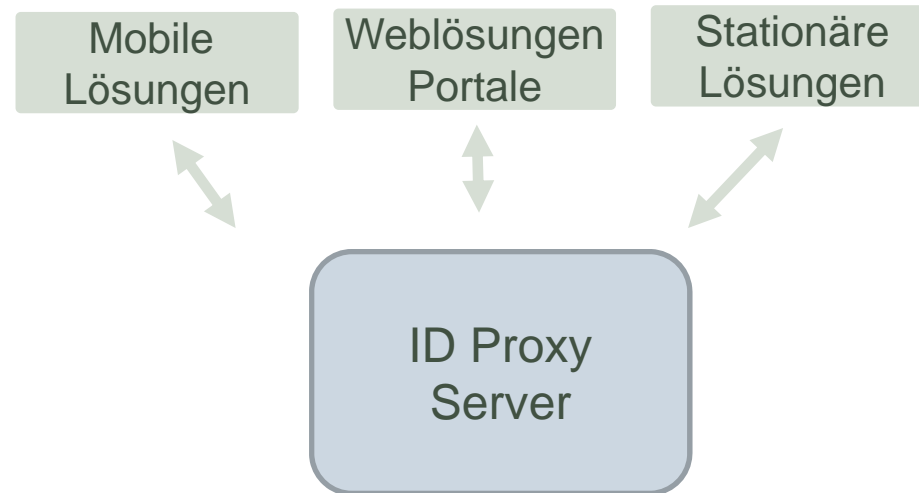 Mobile
Lösungen
Weblösungen
Portale
Stationäre
Lösungen
ID Proxy
Server